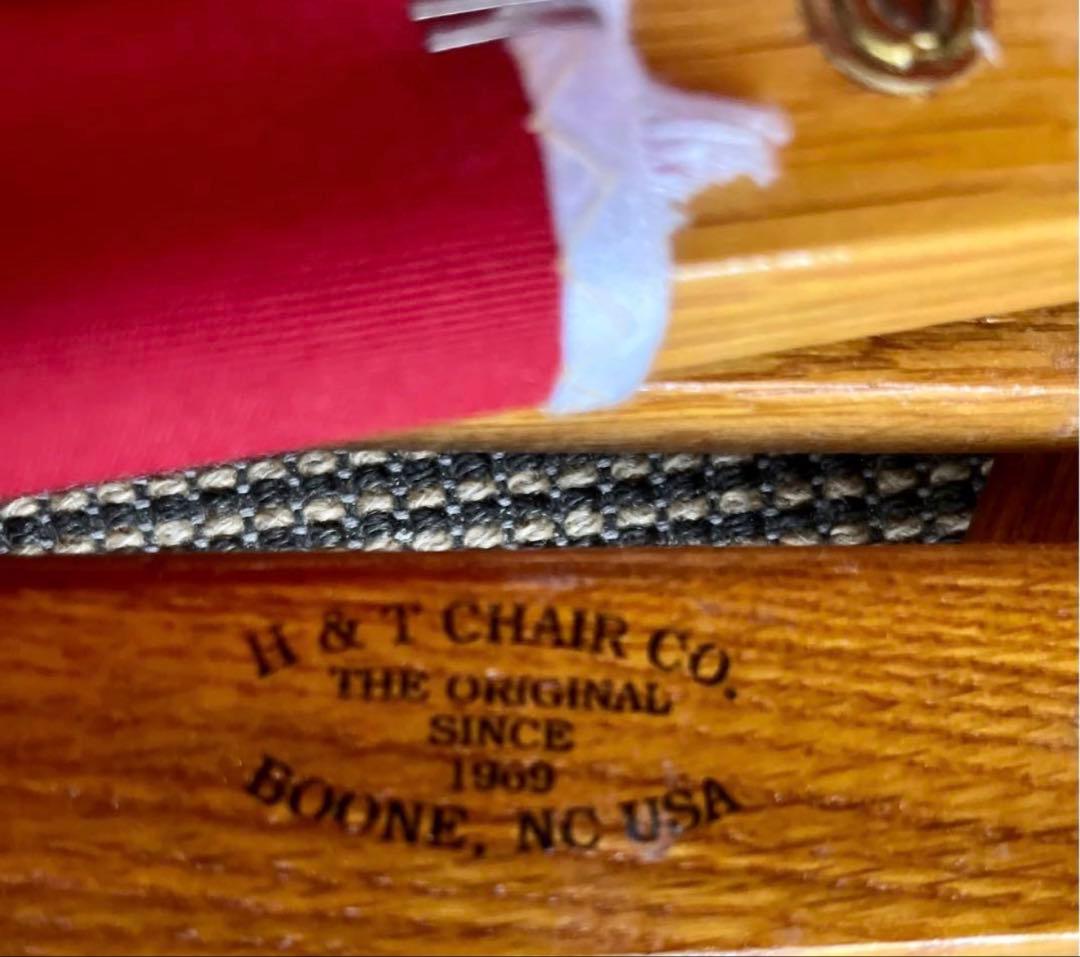 H & T CHAIR CO.
THE ORIGINAL
SINCE
1969
BOONE, NC USA